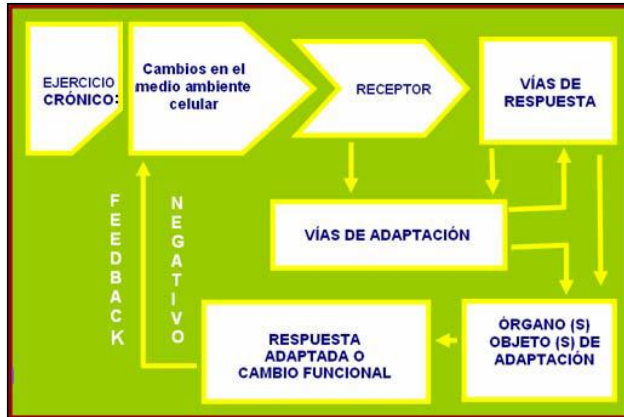 EJERCICIO
CRÓNICO:
Cambios en el
medio ambiente
celular
RECEPTOR
VÍAS DE
RESPUESTA
VÍAS DE ADAPTACIÓN
FEEDBACK
NEGATIVO
RESPUESTA
ADAPTADA O
CAMBIO FUNCIONAL
ÓRGANO (S)
OBJETO (S) DE
ADAPTACIÓN